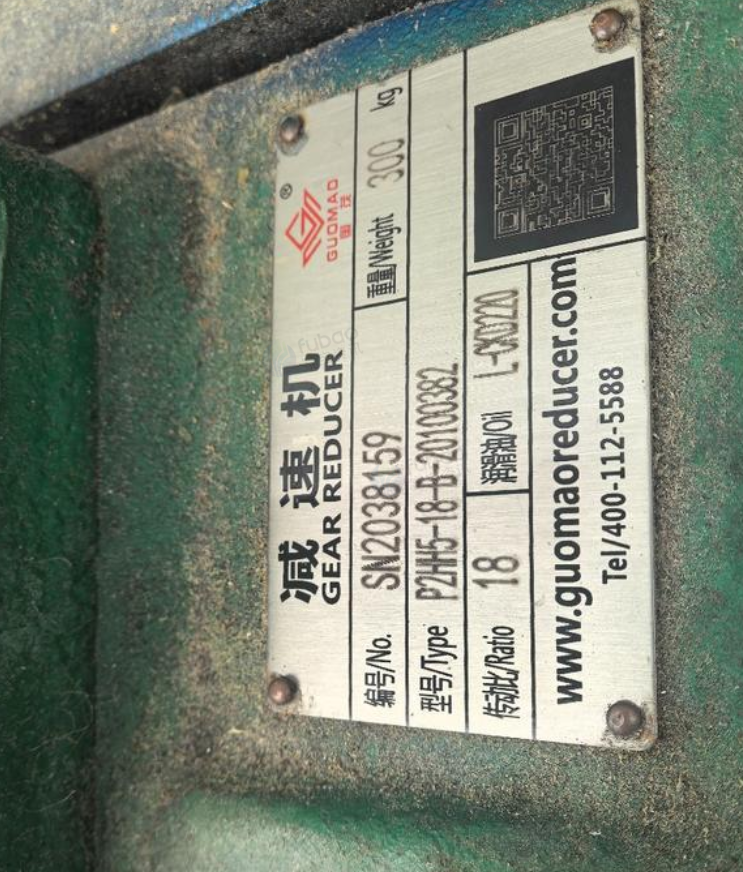 减速机
GEAR REDUCER
® GUOMAO
国茂
编号/No. SN2038159 重量/Weight 300 kg
型号/Type P2HH5-18-B-20100382
传动比/Ratio 18 润滑油/Oil L-CKD220
www.guomaoreducer.com
Tel/400-112-5588